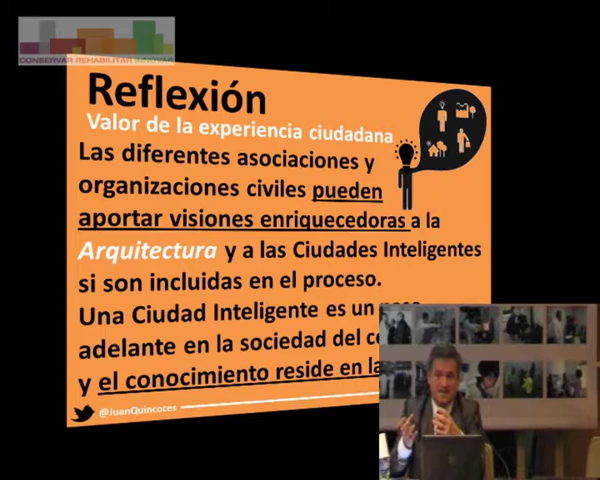 CONSERVAR REHABILITAR INNOVAR
Reflexión
Valor de la experiencia ciudadana
Las diferentes asociaciones y
organizaciones civiles pueden
aportar visiones enriquecedoras a la
Arquitectura y a las Ciudades Inteligentes
si son incluidas en el proceso.
Una Ciudad Inteligente es un
adelante en la sociedad del
y el conocimiento reside en
@JuanQuincoces